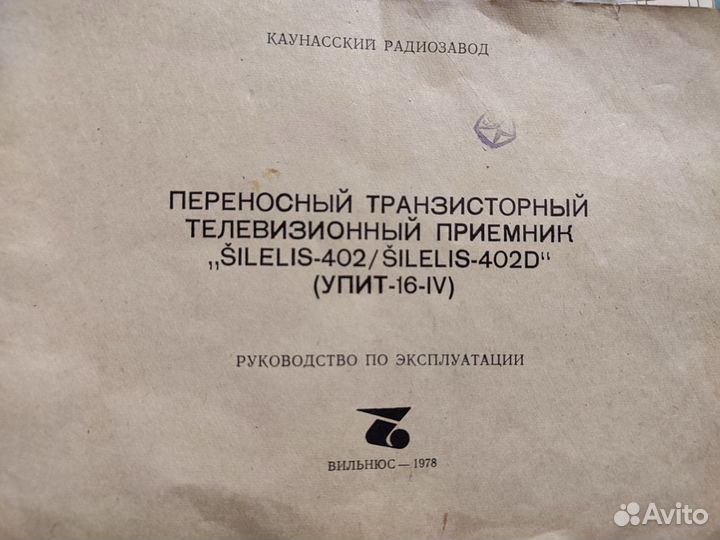 КАУНАССКИЙ РАДИОЗАВОД
ПЕРЕНОСНЫЙ ТРАНЗИСТОРНЫЙ
ТЕЛЕВИЗИОННЫЙ ПРИЕМНИК
„ŠILELIS-402/ŠILELIS-402D“
(УПИТ-16-IV)
РУКОВОДСТВО ПО ЭКСПЛУАТАЦИИ
ВИЛЬНЮС — 1978
Avito